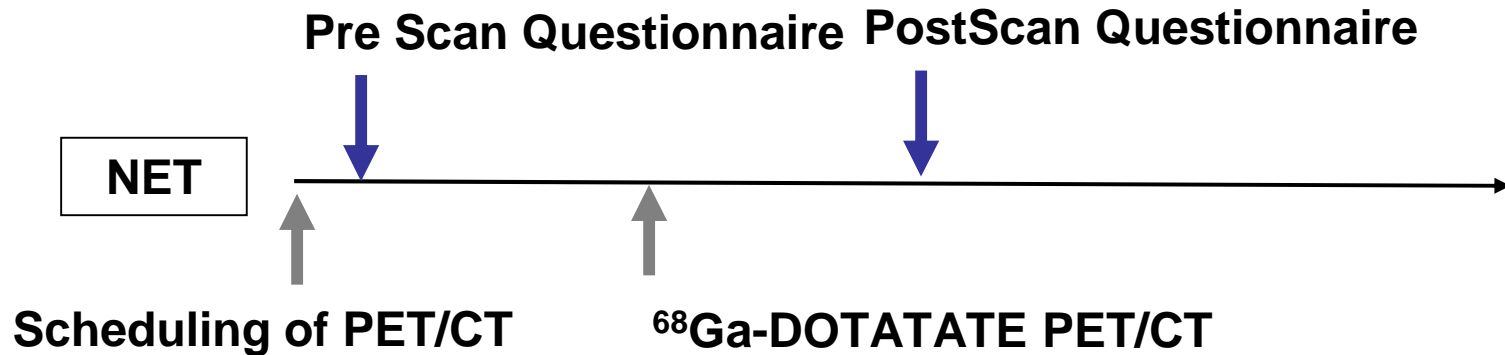 Pre Scan Questionnaire PostScan Questionnaire
NET
Scheduling of PET/CT ⁶⁸Ga-DOTATATE PET/CT